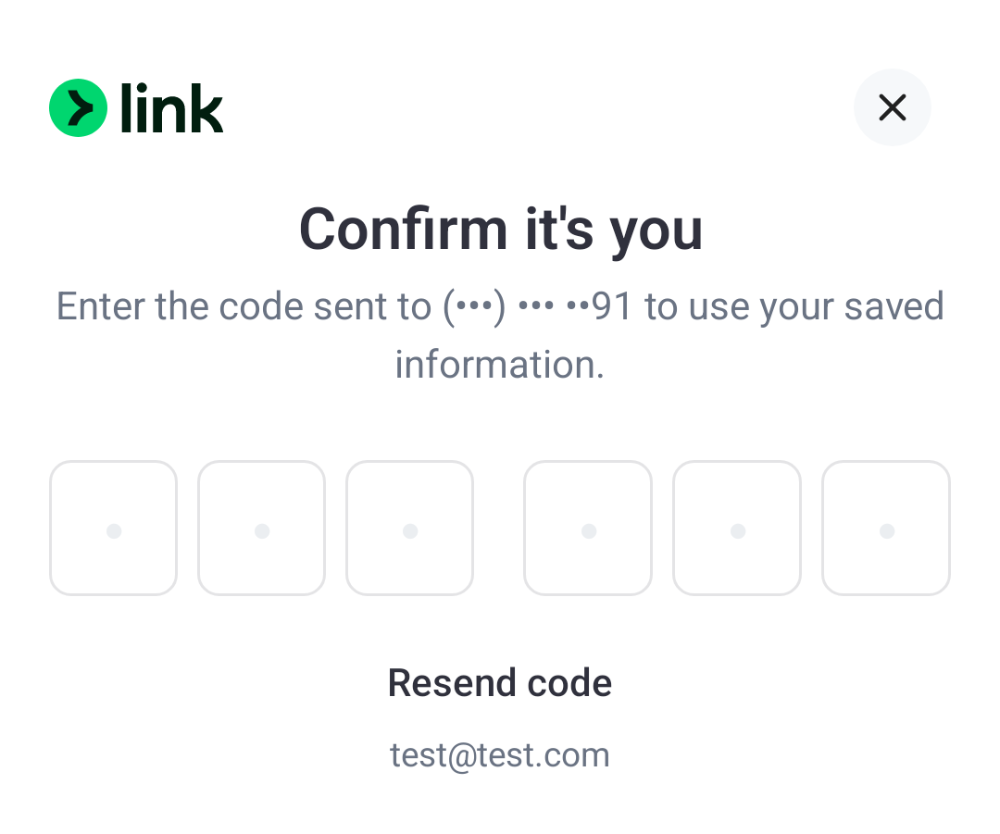 link
Confirm it's you
Enter the code sent to (•••) ••• ••91 to use your saved
information.
Resend code
test@test.com